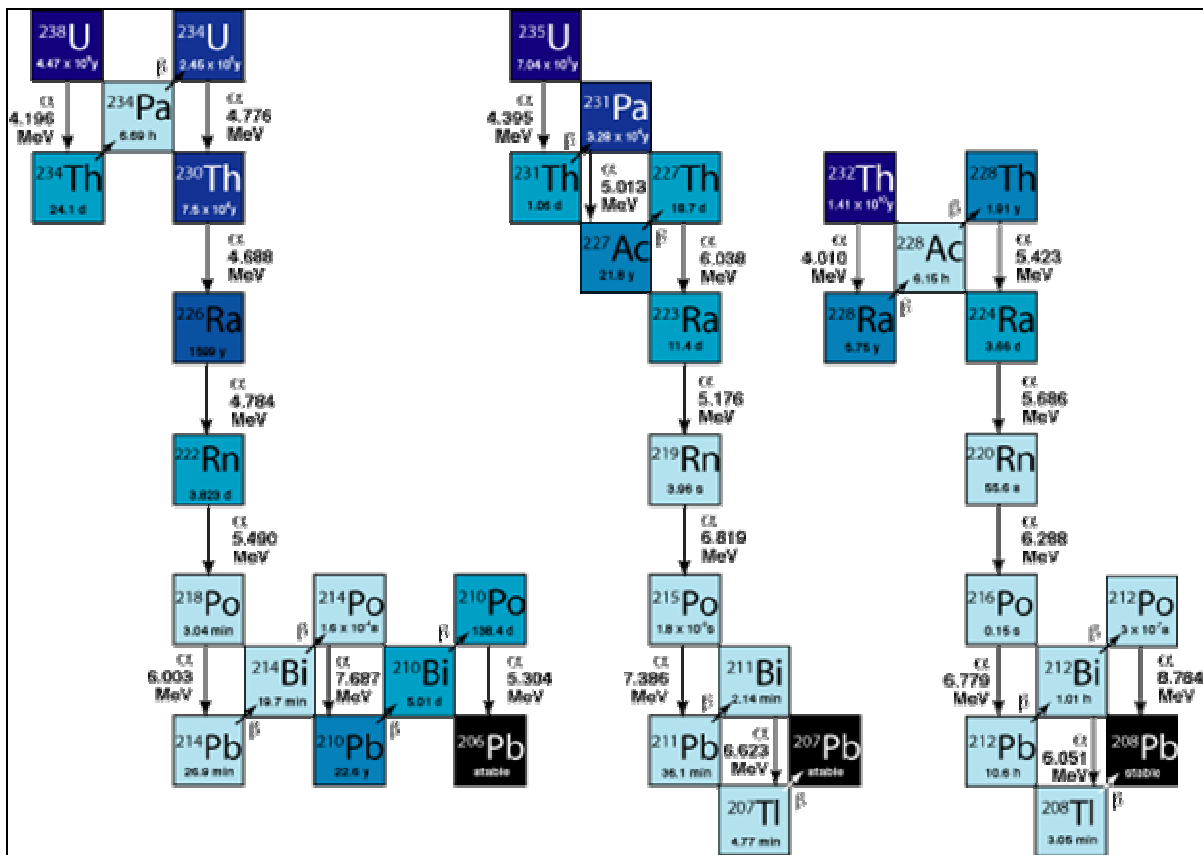 238U
4.47 x 10⁹y
234U
2.45 x 10⁵y
β
α
4.196
MeV
234Pa
6.69 h
α
4.776
MeV
234Th
24.1 d
230Th
7.5 x 10⁴y
α
4.688
MeV
226Ra
1599 y
α
4.784
MeV
222Rn
3.823 d
α
5.490
MeV
218Po
3.04 min
α
6.003
MeV
214Pb
26.9 min
β
214Bi
19.7 min
β
214Po
1.6 x 10⁻⁴s
α
7.687
MeV
210Pb
22.6 y
β
210Bi
5.01 d
β
210Po
138.4 d
α
5.304
MeV
206Pb
stable
235U
α
4.395
MeV
231Th
1.06 d
β
231Pa
3.28 x 10⁴y
α
5.013
MeV
227Ac
21.8 y
β
227Th
18.7 d
α
6.038
MeV
223Ra
11.4 d
α
5.176
MeV
219Rn
3.96 s
α
6.819
MeV
215Po
α
7.386
MeV
211Pb
36.1 min
β
211Bi
2.14 min
α
6.623
MeV
207Tl
4.77 min
β
207Pb
stable
232Th
1.41 x 10¹⁰y
α
4.010
MeV
228Ra
5.75 y
β
228Ac
6.15 h
β
228Th
1.91 y
α
5.423
MeV
224Ra
3.66 d
α
5.686
MeV
220Rn
55.6 s
α
6.288
MeV
216Po
0.15 s
α
6.779
MeV
212Pb
10.6 h
β
212Bi
1.01 h
β
212Po
3 x 10⁻⁷s
α
8.784
MeV
α
6.051
MeV
208Tl
3.05 min
β
208Pb
stable